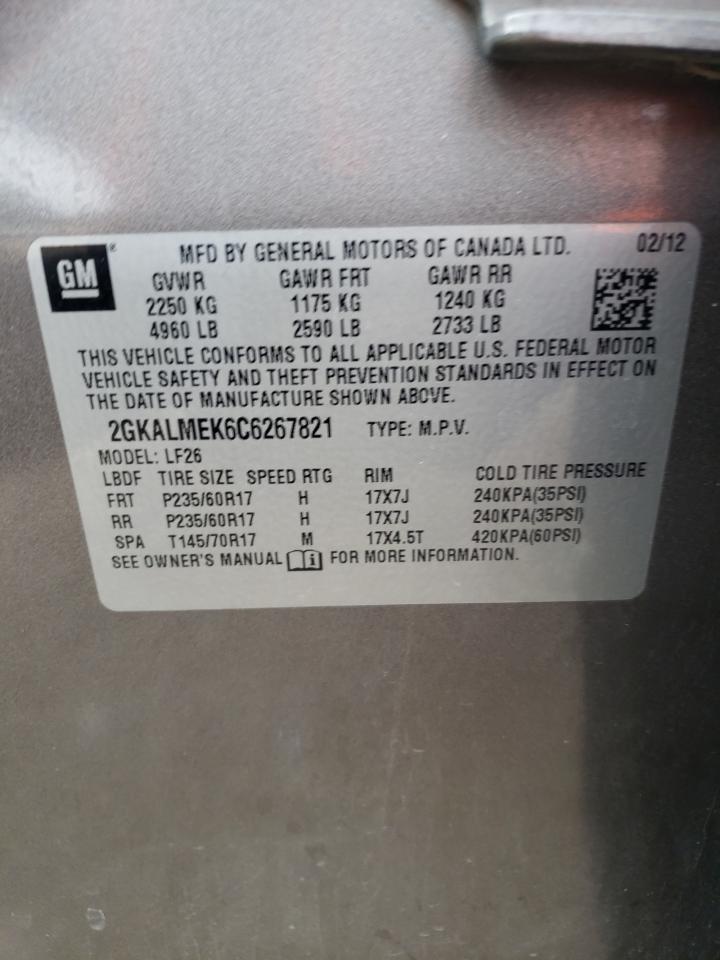 GM® MFD BY GENERAL MOTORS OF CANADA LTD. 02/12
GVWR GAWR FRT GAWR RR
2250 KG 1175 KG 1240 KG
4960 LB 2590 LB 2733 LB
THIS VEHICLE CONFORMS TO ALL APPLICABLE U.S. FEDERAL MOTOR
VEHICLE SAFETY AND THEFT PREVENTION STANDARDS IN EFFECT ON
THE DATE OF MANUFACTURE SHOWN ABOVE.
2GKALMEK6C6267821 TYPE: M.P.V.
MODEL: LF26
LBDF TIRE SIZE SPEED RTG RIM COLD TIRE PRESSURE
FRT P235/60R17 H 17X7J 240KPA(35PSI)
RR P235/60R17 H 17X7J 240KPA(35PSI)
SPA T145/70R17 M 17X4.5T 420KPA(60PSI)
SEE OWNER'S MANUAL i FOR MORE INFORMATION.